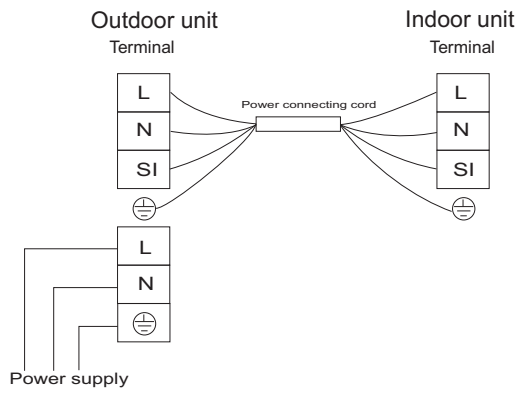 Outdoor unit
Indoor unit
Terminal
Terminal
Power connecting cord
L
L
N
N
SI
SI
L
N
Power supply